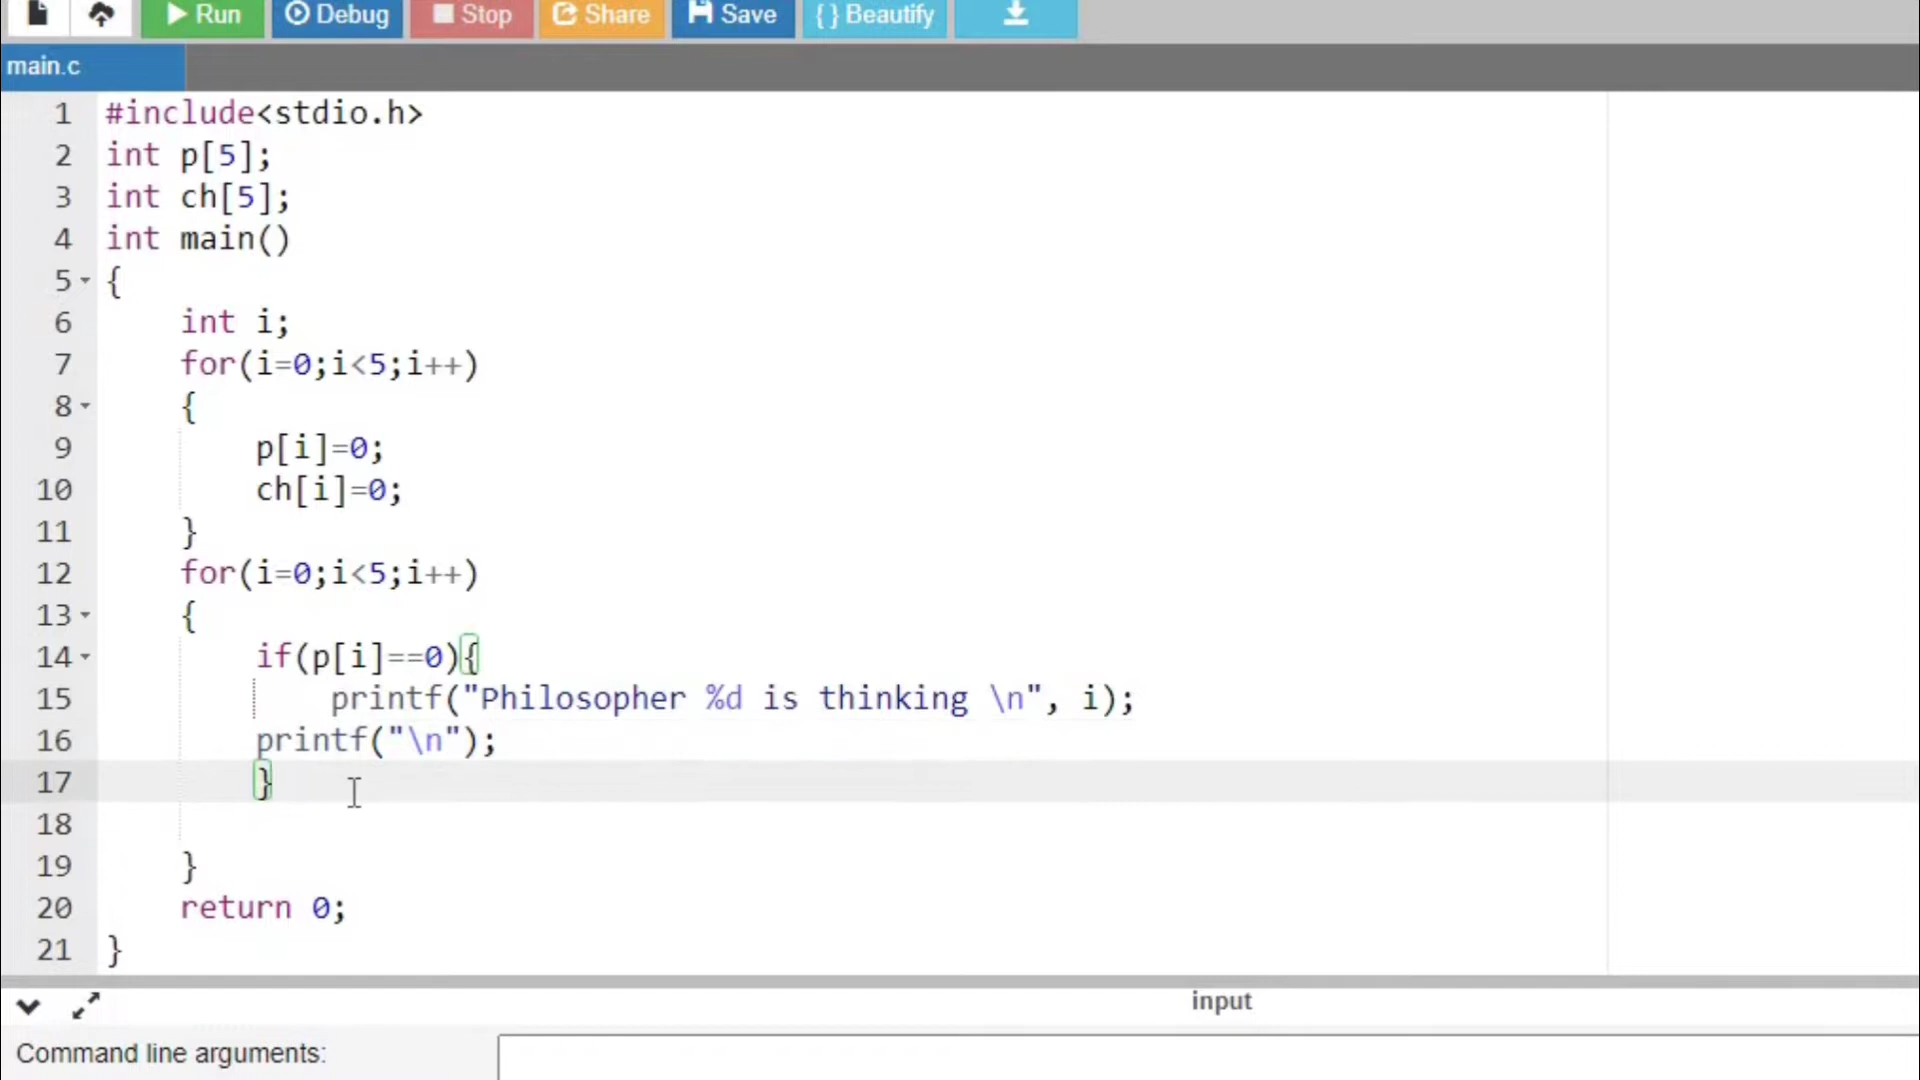 Run Debug Stop Share Save { } Beautify
main.c
1 #include<stdio.h>
2 int p[5];
3 int ch[5];
4 int main()
5 {
6 int i;
7 for(i=0;i<5;i++)
8 {
9 p[i]=0;
10 ch[i]=0;
11 }
12 for(i=0;i<5;i++)
13 {
14 if(p[i]==0){
15 printf("Philosopher %d is thinking \n", i);
16 printf("\n");
17 }
18
19 }
20 return 0;
21 }
input
Command line arguments: